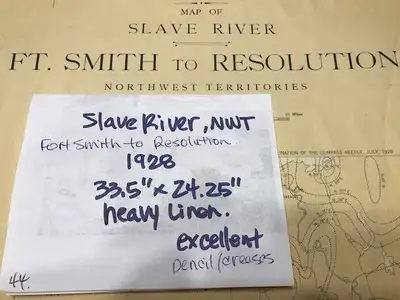 MAP OF
SLAVE RIVER
FT. SMITH TO RESOLUTION
NORTHWEST TERRITORIES
Slave River, NWT
Fort Smith to Resolution
1928
33.5" x 24.25"
heavy Linen.
excellent
pencil/creases
44.